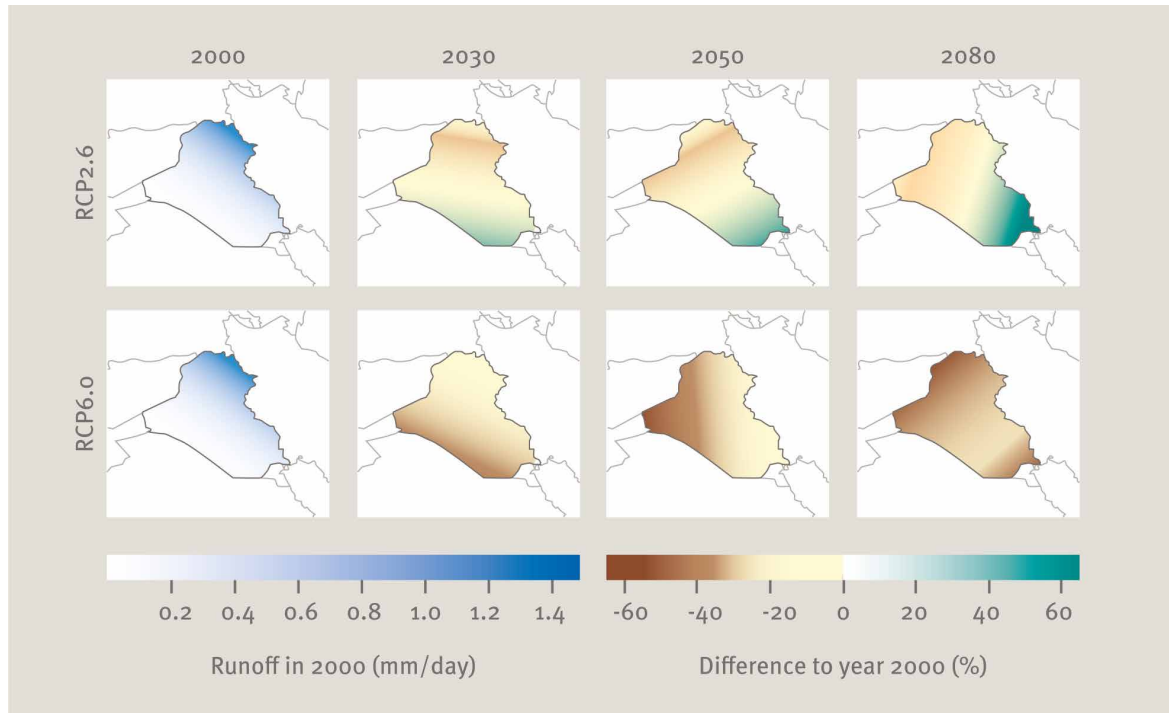 2000 2030 2050 2080
RCP2.6
RCP6.0
0.2 0.4 0.6 0.8 1.0 1.2 1.4
Runoff in 2000 (mm/day)
-60 -40 -20 0 20 40 60
Difference to year 2000 (%)